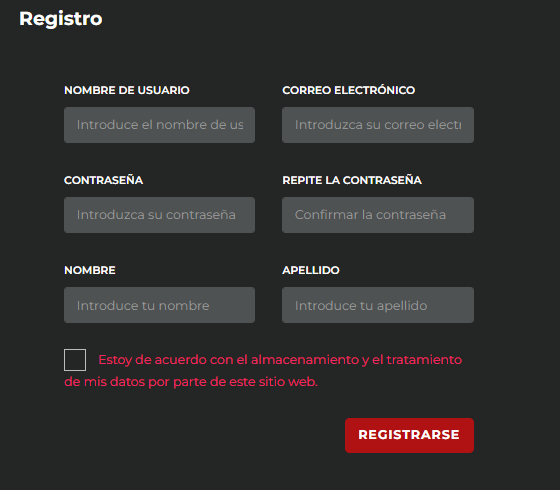 Registro
NOMBRE DE USUARIO
CORREO ELECTRÓNICO
Introduce el nombre de us
Introduzca su correo electr
CONTRASEÑA
REPITE LA CONTRASEÑA
Introduzca su contraseña
Confirmar la contraseña
NOMBRE
APELLIDO
Introduce tu nombre
Introduce tu apellido
Estoy de acuerdo con el almacenamiento y el tratamiento
de mis datos por parte de este sitio web.
REGISTRARSE